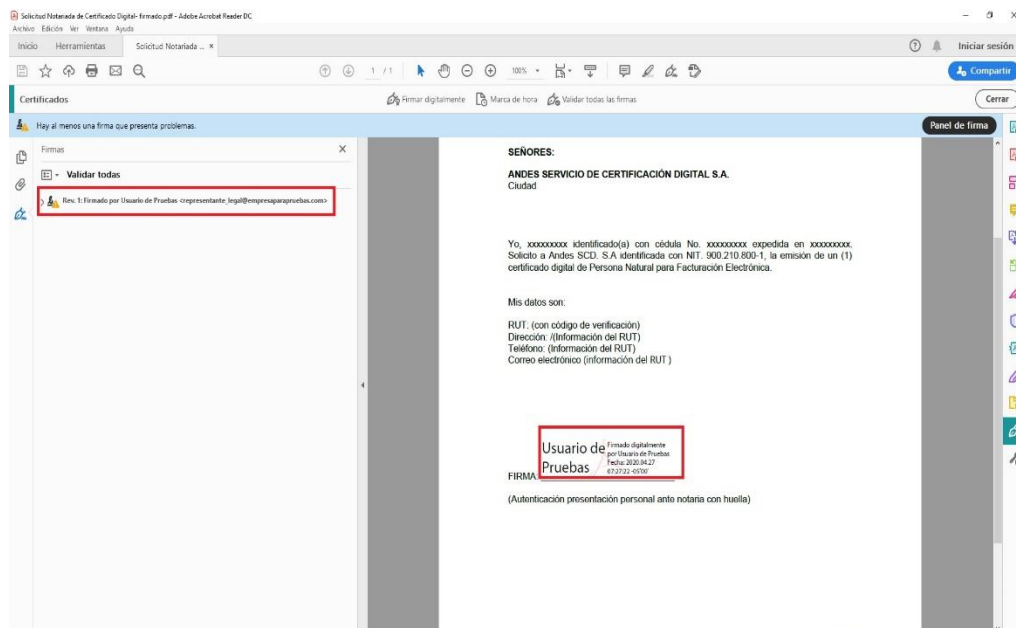 Solicitud Notariada de Certificado Digital- firmado.pdf - Adobe Acrobat Reader DC
Archivo Edición Ver Ventana Ayuda
Inicio Herramientas Solicitud Notariada ... × Iniciar sesión
1 / 1 100% Compartir
Certificados Firmar digitalmente Marca de hora Validar todas las firmas Cerrar
Hay al menos una firma que presenta problemas. Panel de firma
Firmas
Validar todas
Rev. 1: Firmado por Usuario de Pruebas <representante_legal@empresaparapruebas.com>
SEÑORES:
ANDES SERVICIO DE CERTIFICACIÓN DIGITAL S.A.
Ciudad
Yo, xxxxxxxxx identificado(a) con cédula No. xxxxxxxxx expedida en xxxxxxxxx.
Solicito a Andes SCD. S.A identificada con NIT. 900.210.800-1, la emisión de un (1)
certificado digital de Persona Natural para Facturación Electrónica.
Mis datos son:
RUT: (con código de verificación)
Dirección: /(Información del RUT)
Teléfono: (Información del RUT)
Correo electrónico (información del RUT )
Usuario de
Pruebas
Firmado digitalmente
por Usuario de Pruebas
Fecha: 2020.04.27
07:27:22 -05'00'
FIRMA:
(Autenticación presentación personal ante notaria con huella)